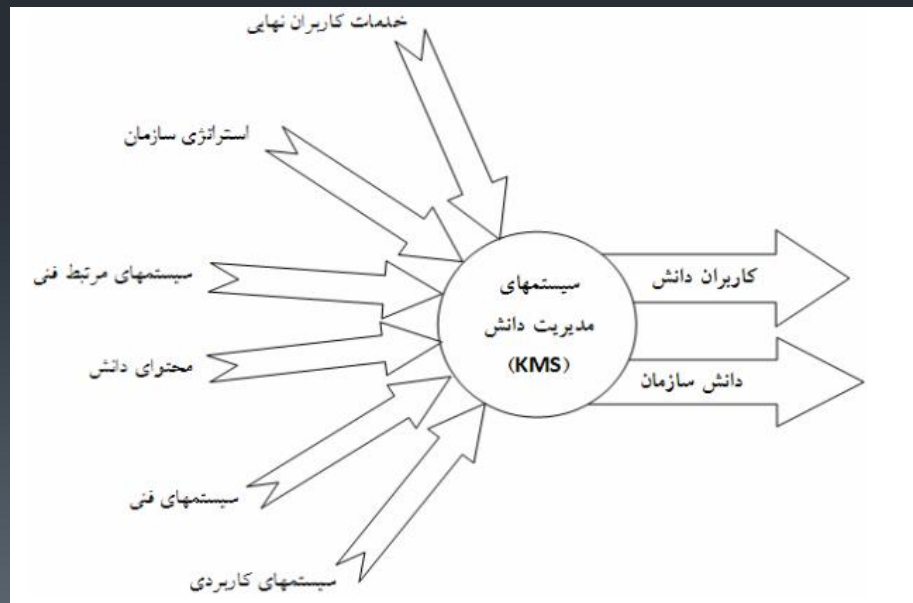 خدمات کاربران نهایی
استراتژی سازمان
سیستمهای مرتبط فنی
محتوای دانش
سیستمهای فنی
سیستمهای کاربردی
سیستمهای
مدیریت دانش
(KMS)
کاربران دانش
دانش سازمان